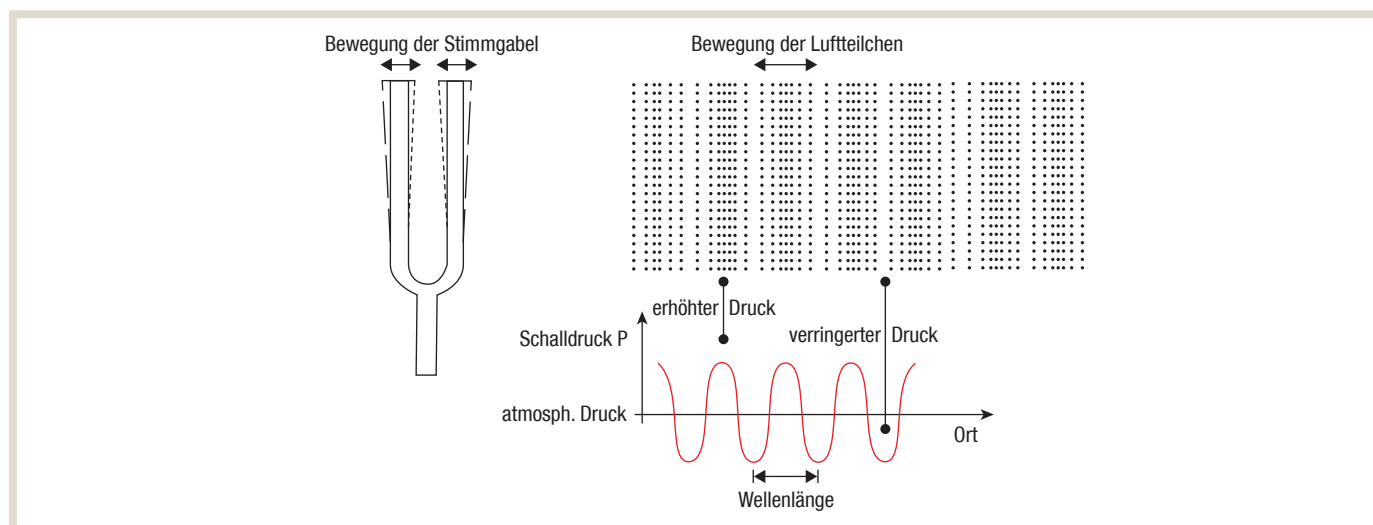 Bewegung der Stimmgabel
Bewegung der Luftteilchen
erhöhter Druck
Schalldruck P
verringerter Druck
atmosph. Druck
Ort
Wellenlänge